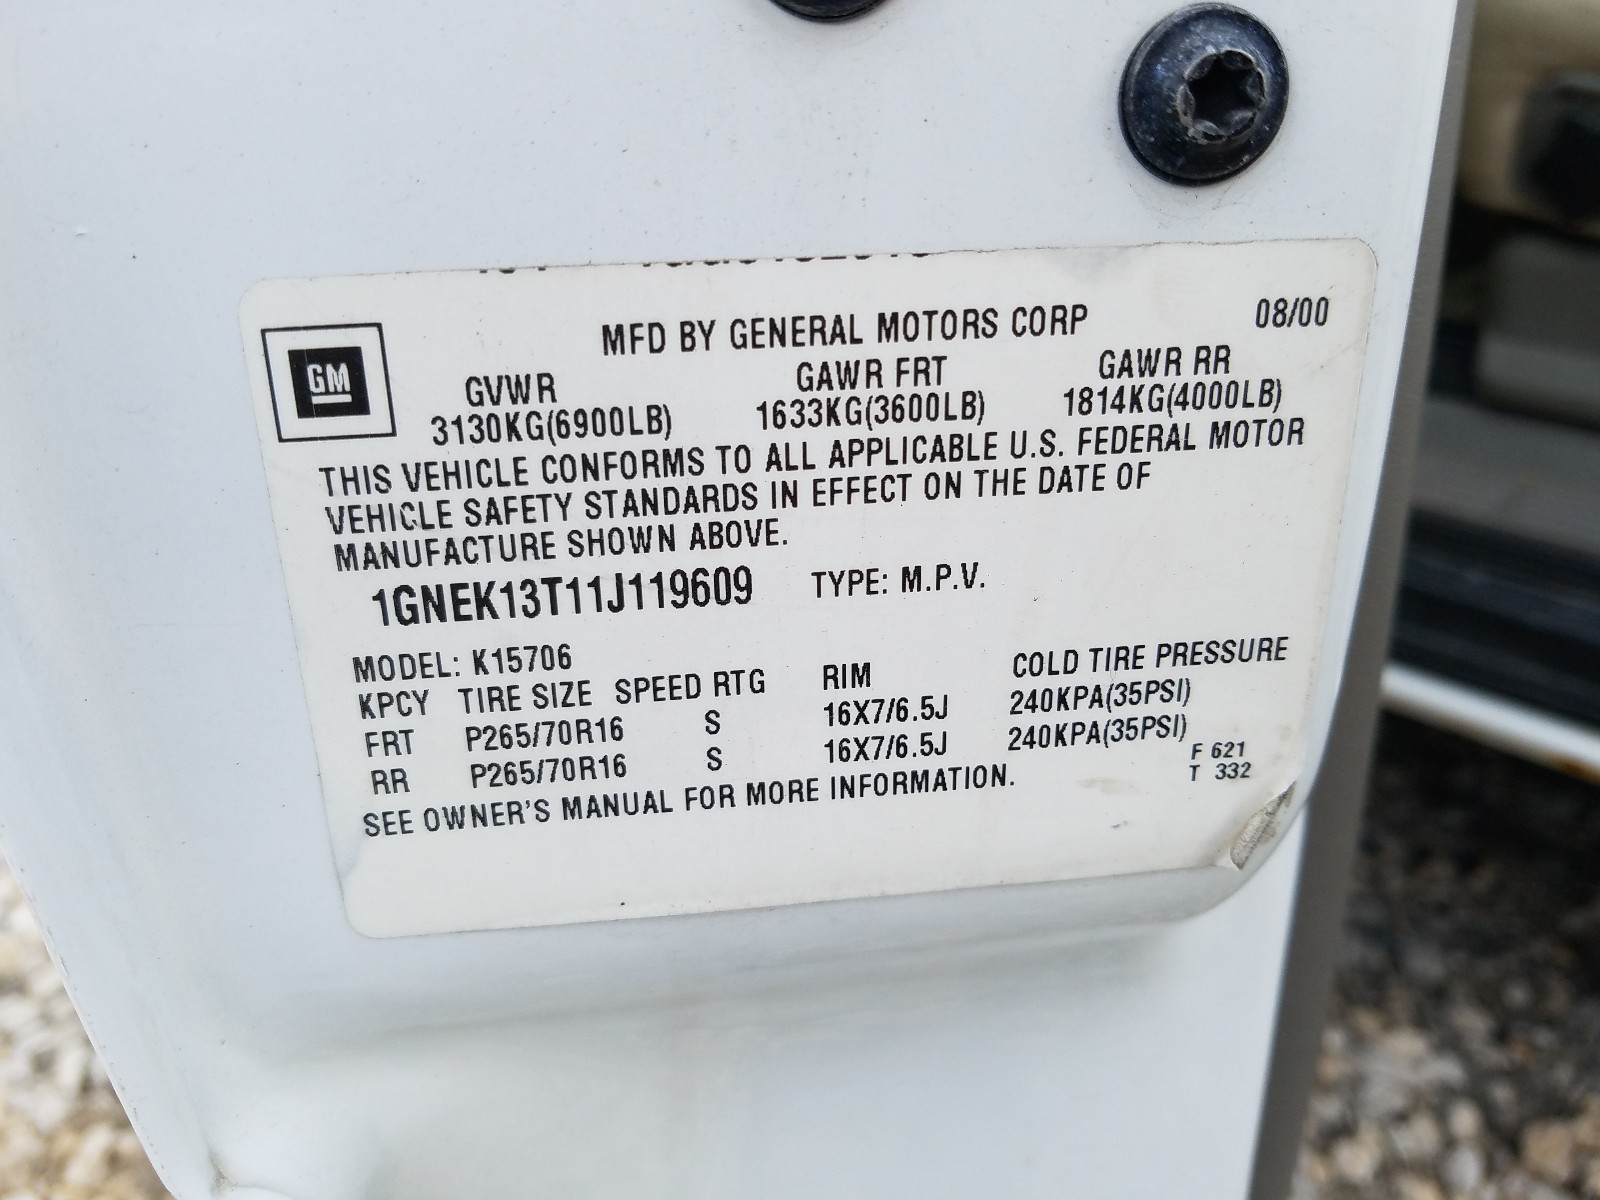 MFD BY GENERAL MOTORS CORP 08/00
GM
GVWR GAWR FRT GAWR RR
3130KG(6900LB) 1633KG(3600LB) 1814KG(4000LB)
THIS VEHICLE CONFORMS TO ALL APPLICABLE U.S. FEDERAL MOTOR
VEHICLE SAFETY STANDARDS IN EFFECT ON THE DATE OF
MANUFACTURE SHOWN ABOVE.
1GNEK13T11J119609 TYPE: M.P.V.
MODEL: K15706
KPCY TIRE SIZE SPEED RTG RIM COLD TIRE PRESSURE
FRT P265/70R16 S 16X7/6.5J 240KPA(35PSI)
RR P265/70R16 S 16X7/6.5J 240KPA(35PSI)
F 621
T 332
SEE OWNER'S MANUAL FOR MORE INFORMATION.